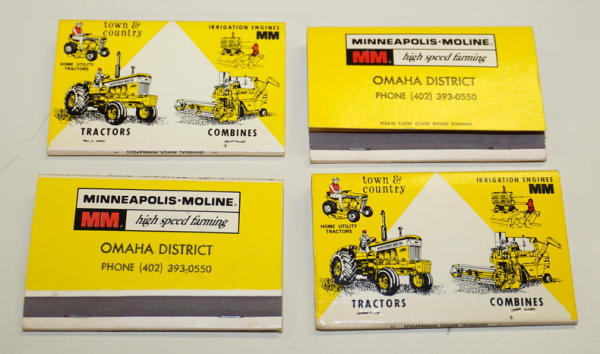 town &
country
IRRIGATION ENGINES
MM
HOME UTILITY
TRACTORS
TRACTORS
COMBINES
MINNEAPOLIS-MOLINE®
MM® high speed farming
OMAHA DISTRICT
PHONE (402) 393-0550
PLEASE CLOSE COVER BEFORE STRIKING
MINNEAPOLIS-MOLINE®
MM® high speed farming
OMAHA DISTRICT
PHONE (402) 393-0550
town &
country
IRRIGATION ENGINES
MM
HOME UTILITY
TRACTORS
TRACTORS
COMBINES